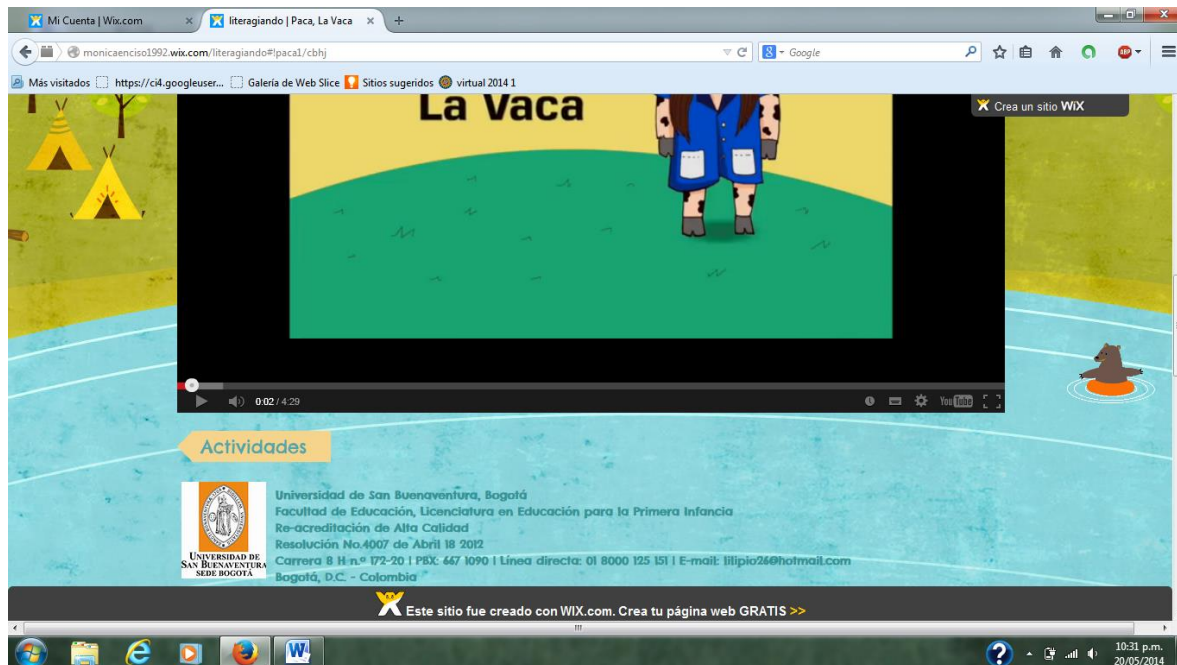 Mi Cuenta | Wix.com
literagiando | Paca, La Vaca
monicaenciso1992.wix.com/literagiando#!paca1/cbhj
Google
ABP
Más visitados
https://ci4.googleuser...
Galería de Web Slice
Sitios sugeridos
virtual 2014 1
Crea un sitio WiX
La Vaca
0:02 / 4:29
YouTube
Actividades
UNIVERSIDAD DE
SAN BUENAVENTURA
SEDE BOGOTÁ
Universidad de San Buenaventura, Bogotá
Facultad de Educación, Licenciatura en Educación para la Primera Infancia
Re-acreditación de Alta Calidad
Resolución No.4007 de Abril 18 2012
Carrera 8 H n.º 172-20 | PBX: 667 1090 | Línea directa: 01 8000 125 151 | E-mail: lilipio26@hotmail.com
Bogotá, D.C. - Colombia
Este sitio fue creado con WIX.com. Crea tu página web GRATIS >>
10:31 p.m.
20/05/2014